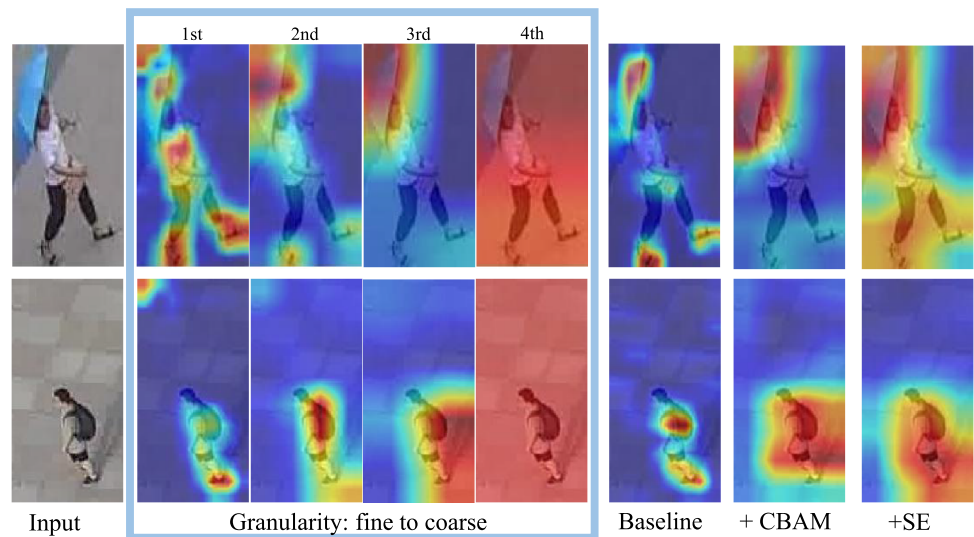 1st 2nd 3rd 4th
Input Granularity: fine to coarse Baseline + CBAM +SE